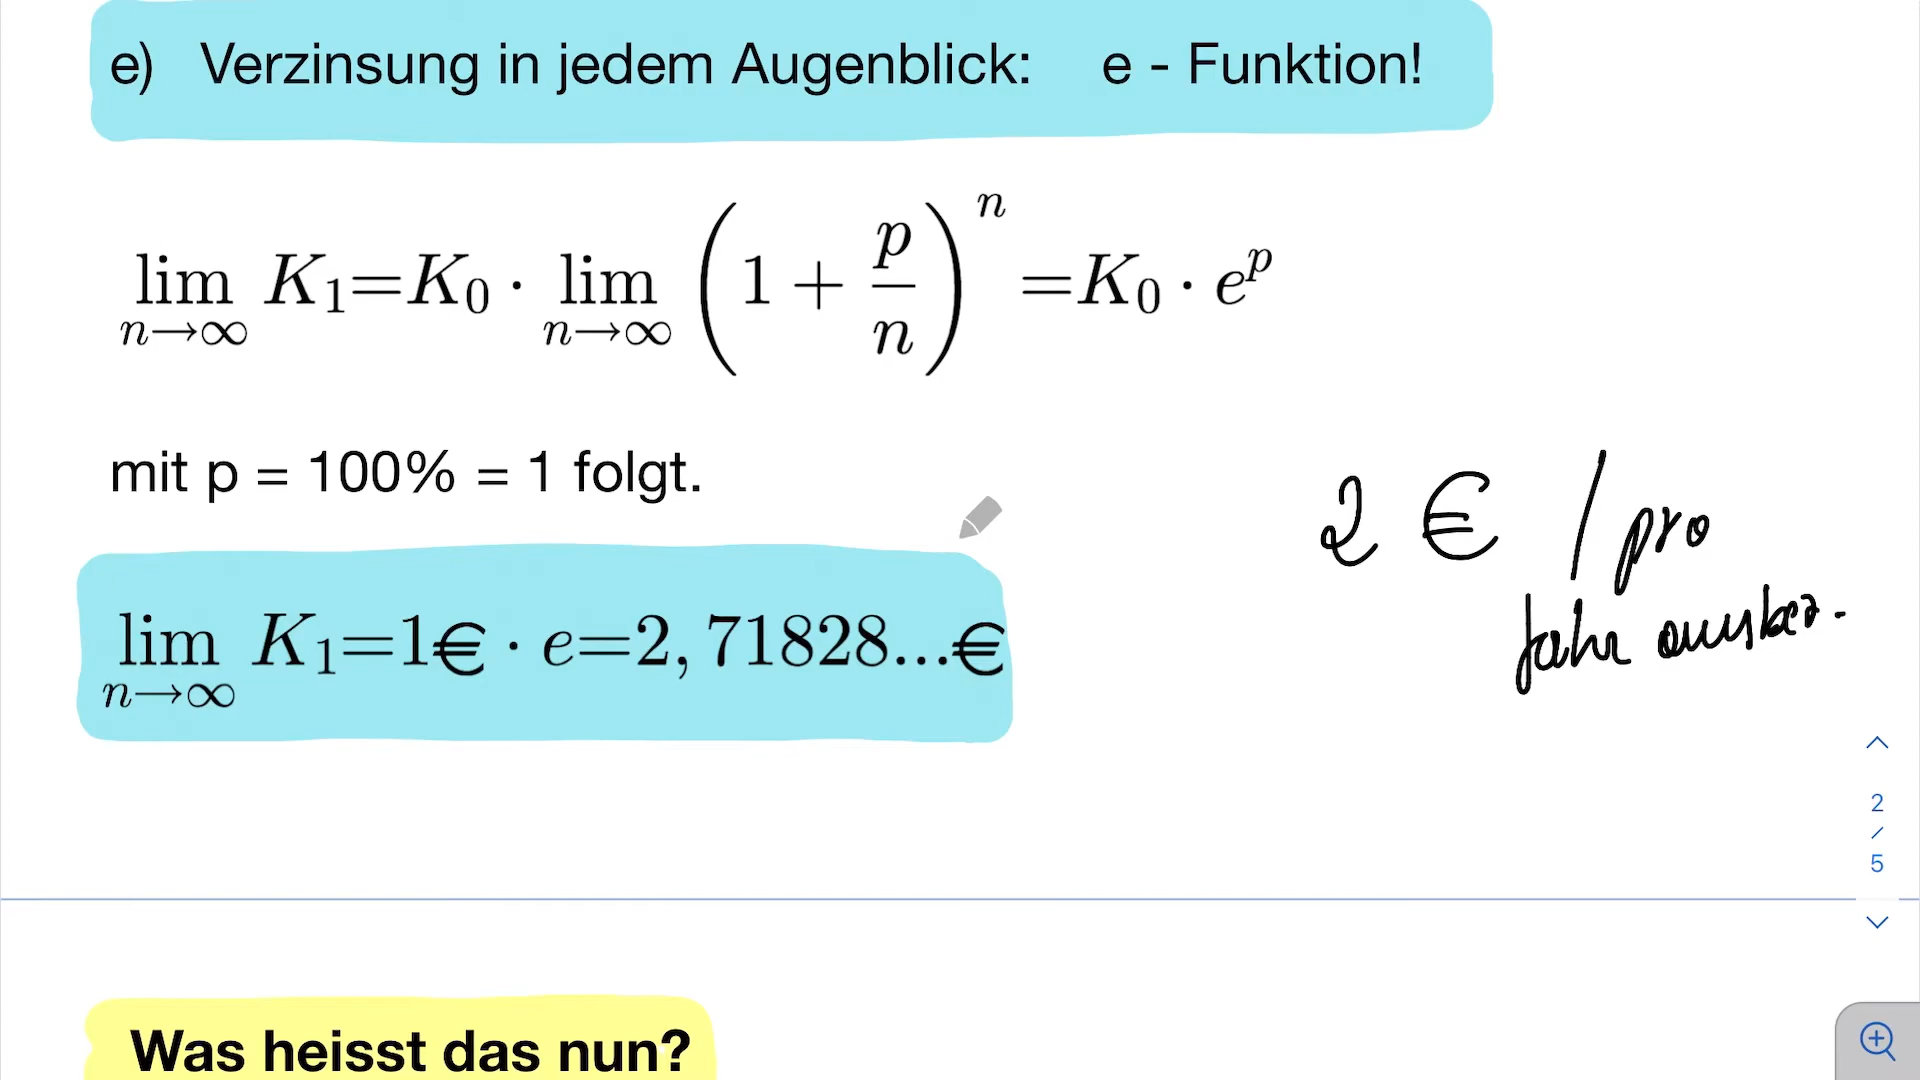 e) Verzinsung in jedem Augenblick: e - Funktion!
lim n→∞ K₁=K₀ · lim n→∞ (1 + p/n)ⁿ =K₀ · eᵖ
mit p = 100% = 1 folgt.
2 € / pro
Jahr
lim n→∞ K₁=1€ · e=2,71828...€
2
/
5
Was heisst das nun?